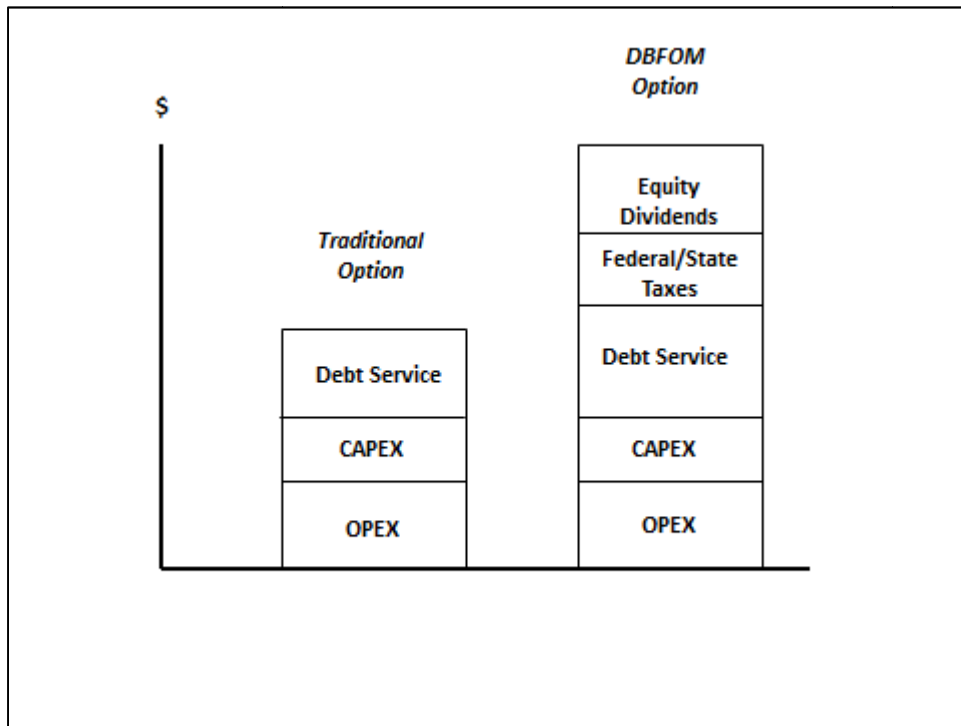 DBFOM
Option
$
Equity
Dividends
Traditional
Option
Federal/State
Taxes
Debt Service
Debt Service
CAPEX
CAPEX
OPEX
OPEX